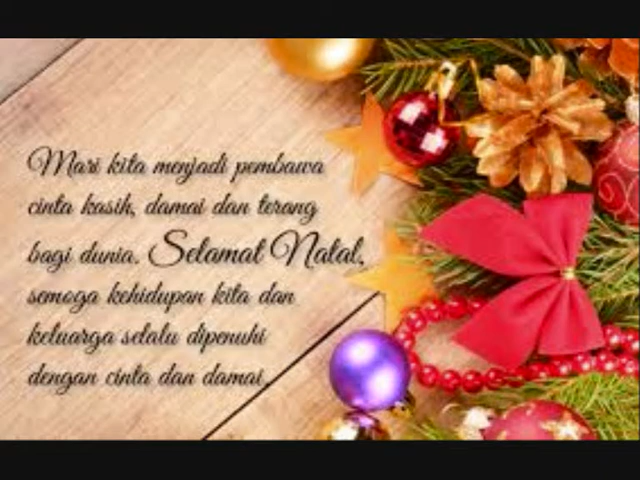 Mari kita menjadi pembawa
cinta kasih, damai dan terang
bagi dunia. Selamat Natal,
semoga kehidupan kita dan
keluarga selalu dipenuhi
dengan cinta dan damai.